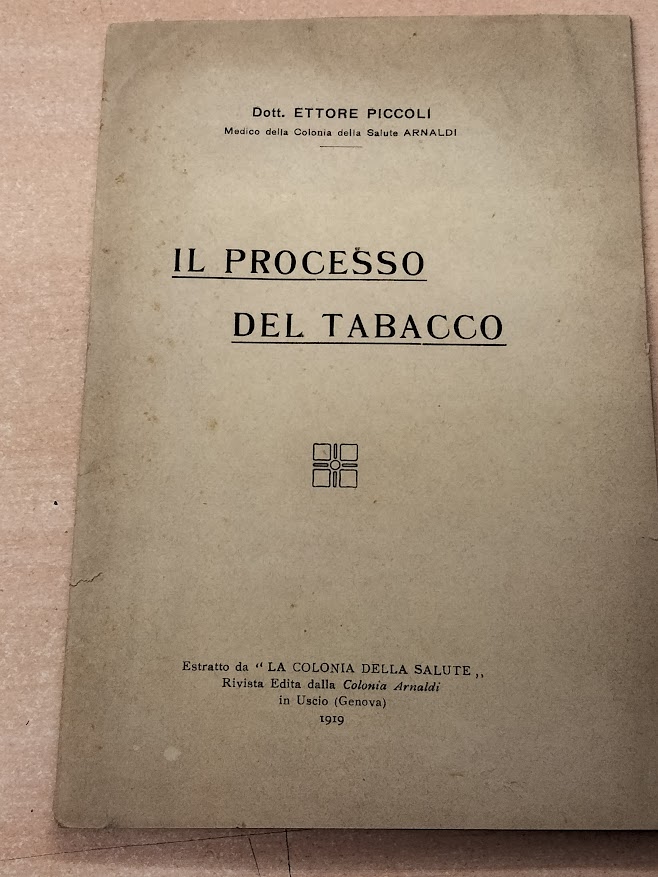 Dott. ETTORE PICCOLI
Medico della Colonia della Salute ARNALDI
IL PROCESSO
DEL TABACCO
Estratto da “ LA COLONIA DELLA SALUTE „
Rivista Edita dalla Colonia Arnaldi
in Uscio (Genova)
1919